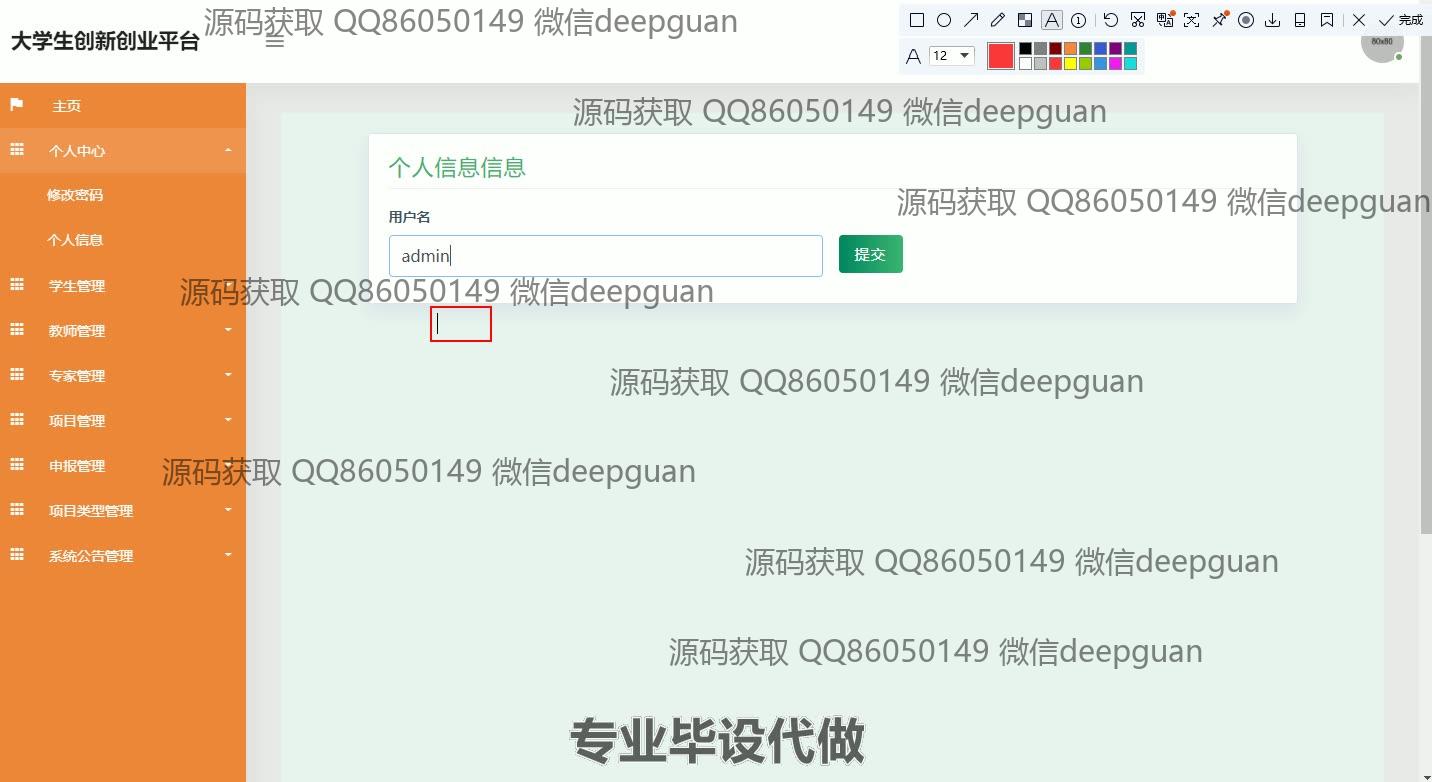 源码获取 QQ86050149 微信deepguan
大学生创新创业平台
完成
A 12
80x80
主页
源码获取 QQ86050149 微信deepguan
个人中心
个人信息信息
修改密码
源码获取 QQ86050149 微信deepguan
用户名
个人信息
admin
提交
学生管理
源码获取 QQ86050149 微信deepguan
教师管理
专家管理
源码获取 QQ86050149 微信deepguan
项目管理
申报管理
源码获取 QQ86050149 微信deepguan
项目类型管理
系统公告管理
源码获取 QQ86050149 微信deepguan
源码获取 QQ86050149 微信deepguan
专业毕设代做